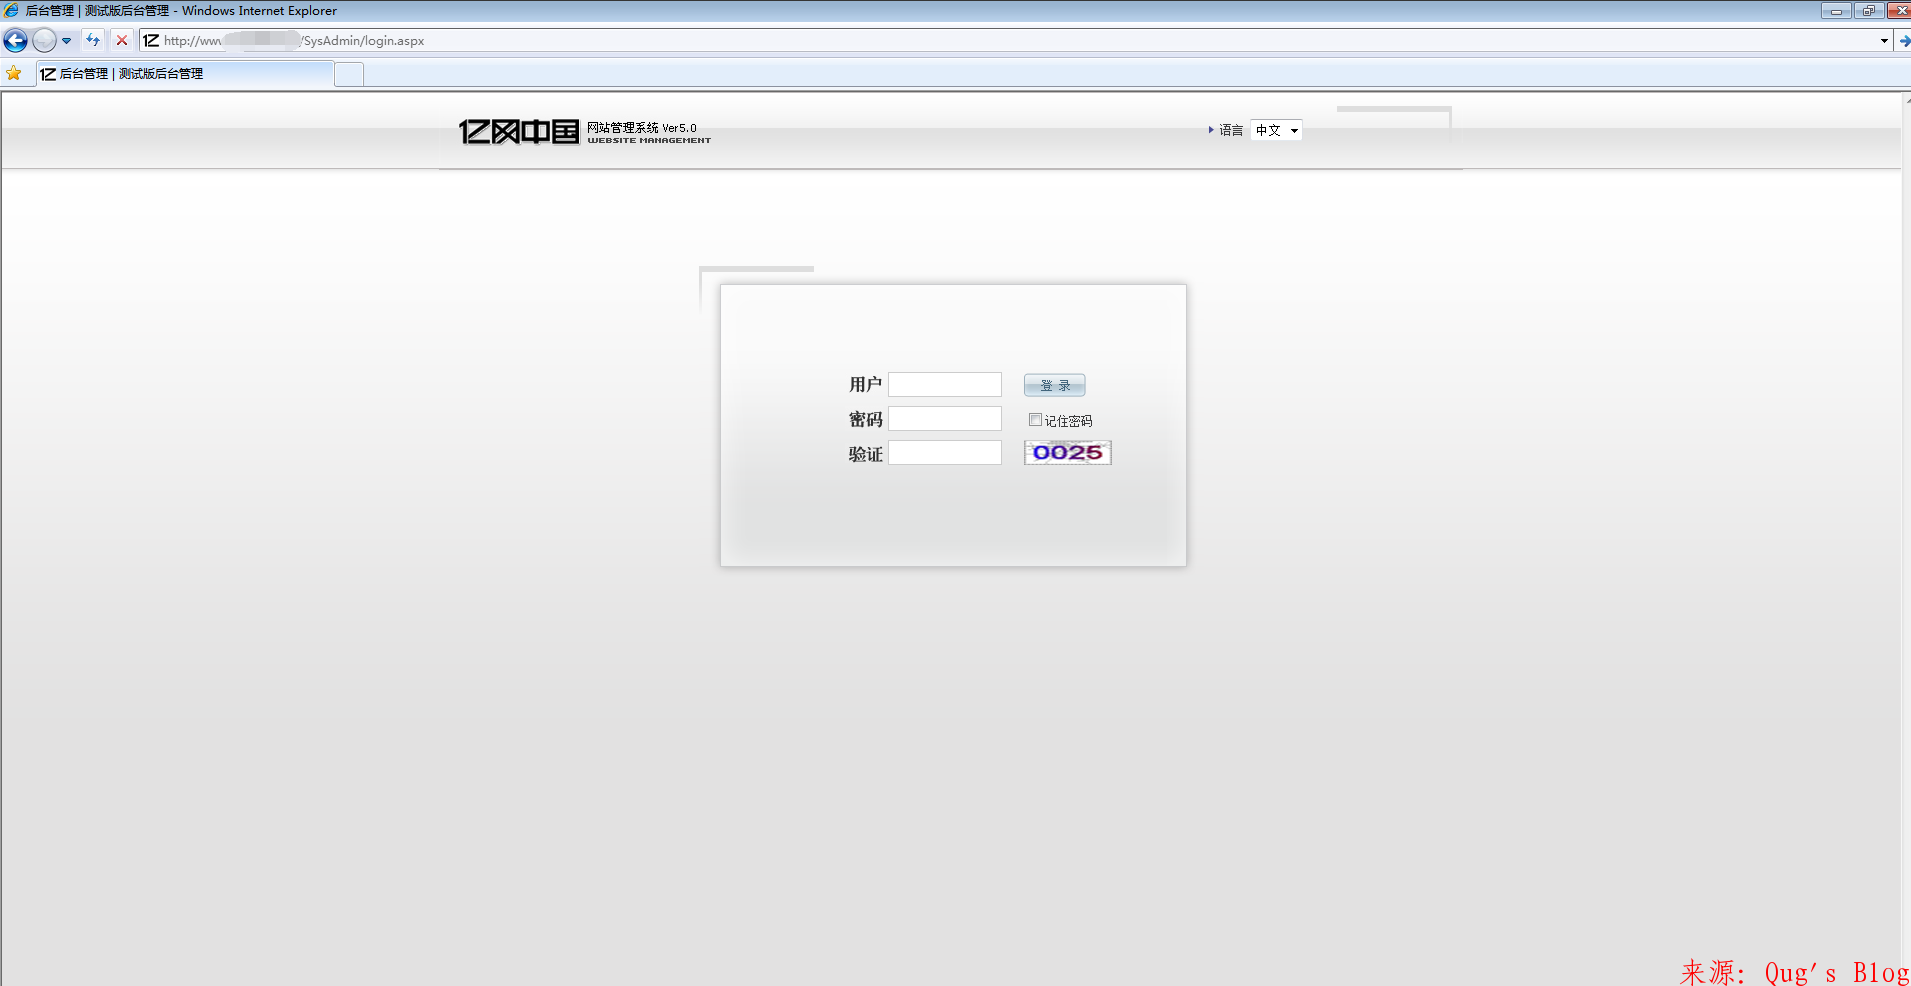 后台管理 | 测试版后台管理 - Windows Internet Explorer
http://www /SysAdmin/login.aspx
后台管理 | 测试版后台管理
亿网中国 网站管理系统 Ver5.0
WEBSITE MANAGEMENT
语言 中文
用户 登 录
密码 记住密码
验证 0025
来源: Qug's Blog